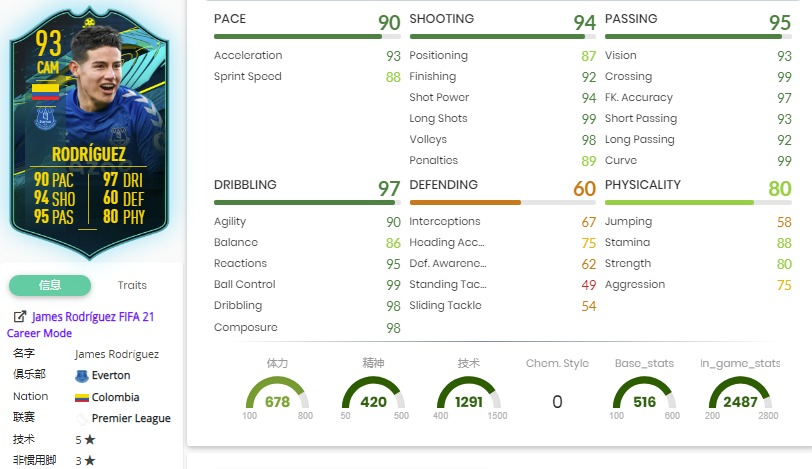 93
CAM
Everton
RODRÍGUEZ
90 PAC 97 DRI
94 SHO 60 DEF
95 PAS 80 PHY
信息 Traits
James Rodríguez FIFA 21
Career Mode
名字 James Rodríguez
俱乐部 Everton
Nation Colombia
联赛 Premier League
技术 5 ★
非惯用脚 3 ★
PACE 90
Acceleration 93
Sprint Speed 88
SHOOTING 94
Positioning 87
Finishing 92
Shot Power 94
Long Shots 99
Volleys 98
Penalties 89
PASSING 95
Vision 93
Crossing 99
FK. Accuracy 97
Short Passing 93
Long Passing 92
Curve 99
DRIBBLING 97
Agility 90
Balance 86
Reactions 95
Ball Control 99
Dribbling 98
Composure 98
DEFENDING 60
Interceptions 67
Heading Acc... 75
Def. Awarene... 62
Standing Tac... 49
Sliding Tackle 54
PHYSICALITY 80
Jumping 58
Stamina 88
Strength 80
Aggression 75
体力 精神 技术 Chem. Style Base_stats In_game_stats
678 420 1291 0 516 2487
100 800 50 500 400 1500 100 600 200 2800